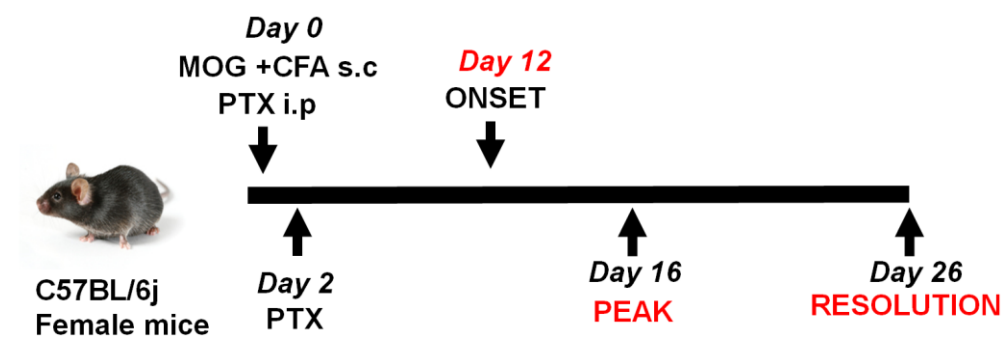 Day 0
MOG +CFA s.c
PTX i.p
Day 12
ONSET
C57BL/6j
Female mice
Day 2
PTX
Day 16
PEAK
Day 26
RESOLUTION